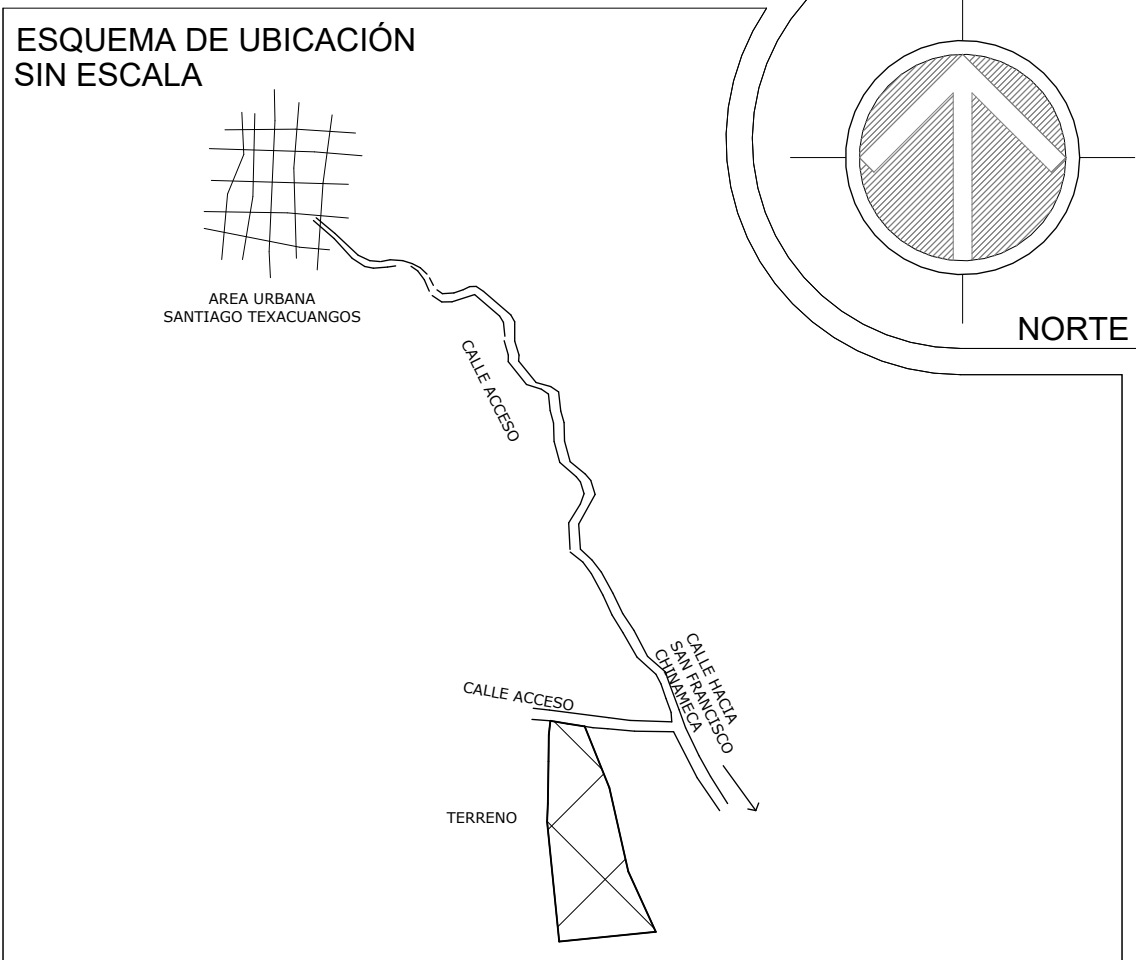 ESQUEMA DE UBICACIÓN
SIN ESCALA
NORTE
AREA URBANA
SANTIAGO TEXACUANGOS
CALLE ACCESO
CALLE HACIA
SAN FRANCISCO
CHINAMECA
CALLE ACCESO
TERRENO